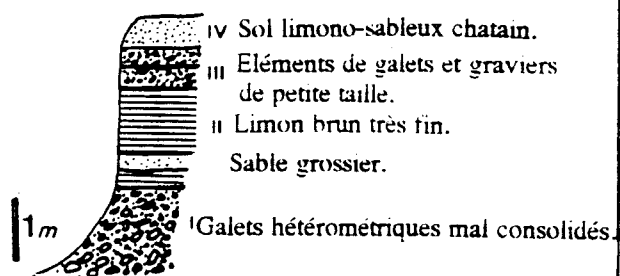 IV Sol limono-sableux chatain.
III Eléments de galets et graviers
de petite taille.
II Limon brun très fin.
Sable grossier.
I Galets hétérométriques mal consolidés.
1m